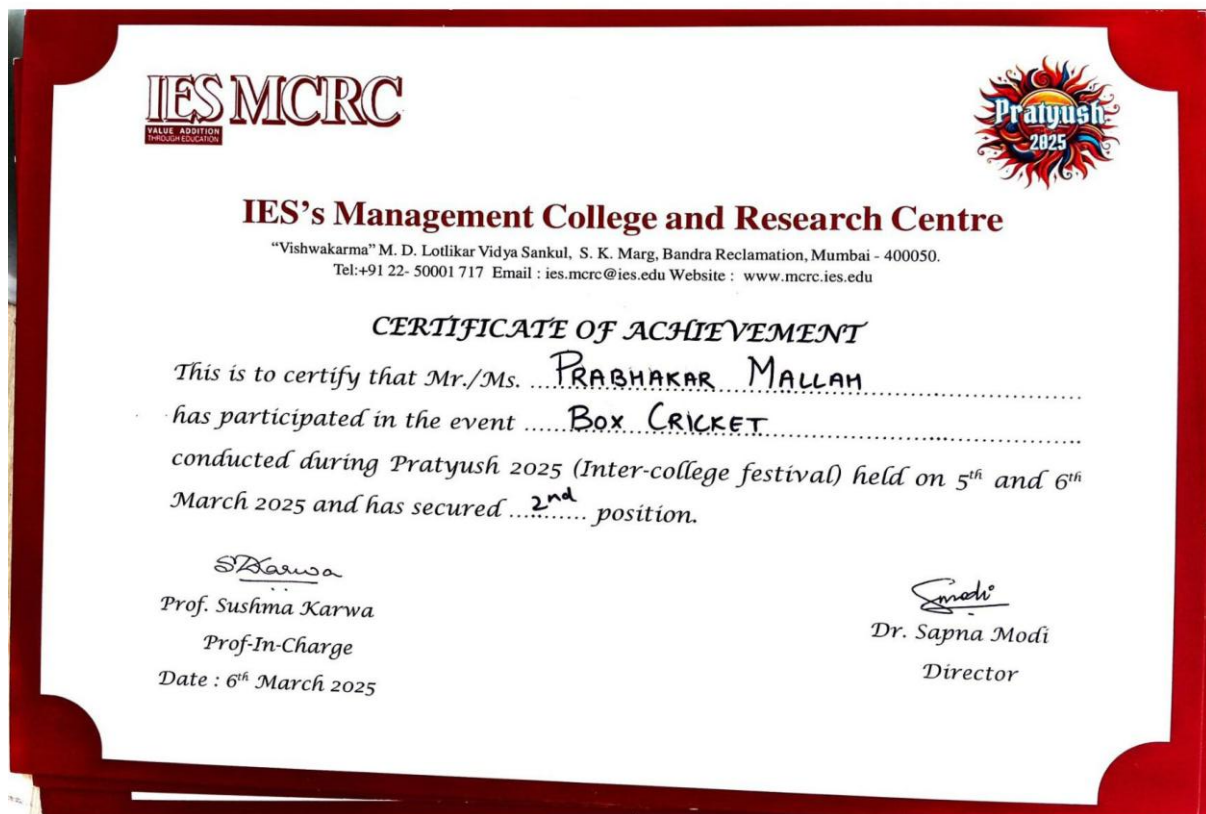 IES MCRC
VALUE ADDITION
THROUGH EDUCATION
Pratyush
2025
IES's Management College and Research Centre
"Vishwakarma" M. D. Lotlikar Vidya Sankul, S. K. Marg, Bandra Reclamation, Mumbai - 400050.
Tel:+91 22- 50001 717 Email : ies.mcrc@ies.edu Website : www.mcrc.ies.edu
CERTIFICATE OF ACHIEVEMENT
This is to certify that Mr./Ms. ... PRABHAKAR MALLAH
has participated in the event ...... BOX CRICKET
conducted during Pratyush 2025 (Inter-college festival) held on 5th and 6th
March 2025 and has secured ... 2nd ... position.
SDKarwa
Prof. Sushma Karwa
Prof-In-Charge
Date : 6th March 2025
Smodi
Dr. Sapna Modi
Director